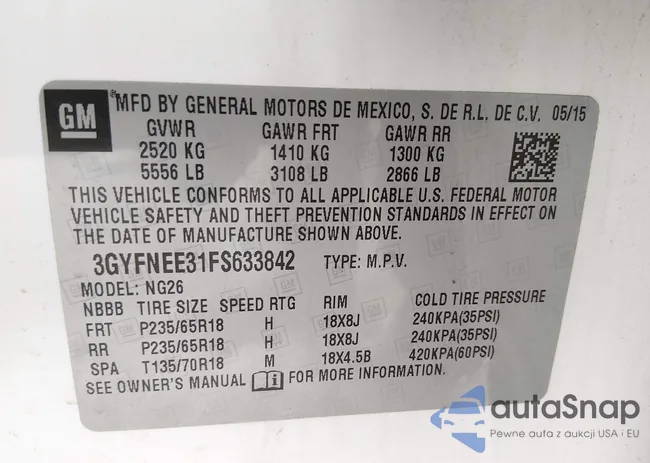 GM ® MFD BY GENERAL MOTORS DE MEXICO, S. DE R.L. DE C.V. 05/15
GVWR GAWR FRT GAWR RR
2520 KG 1410 KG 1300 KG
5556 LB 3108 LB 2866 LB
THIS VEHICLE CONFORMS TO ALL APPLICABLE U.S. FEDERAL MOTOR
VEHICLE SAFETY AND THEFT PREVENTION STANDARDS IN EFFECT ON
THE DATE OF MANUFACTURE SHOWN ABOVE.
3GYFNEE31FS633842 TYPE: M.P.V.
MODEL: NG26
NBBB TIRE SIZE SPEED RTG RIM COLD TIRE PRESSURE
FRT P235/65R18 H 18X8J 240KPA(35PSI)
RR P235/65R18 H 18X8J 240KPA(35PSI)
SPA T135/70R18 M 18X4.5B 420KPA(60PSI)
SEE OWNER'S MANUAL FOR MORE INFORMATION.
autaSnap
Pewne auta z aukcji USA i EU